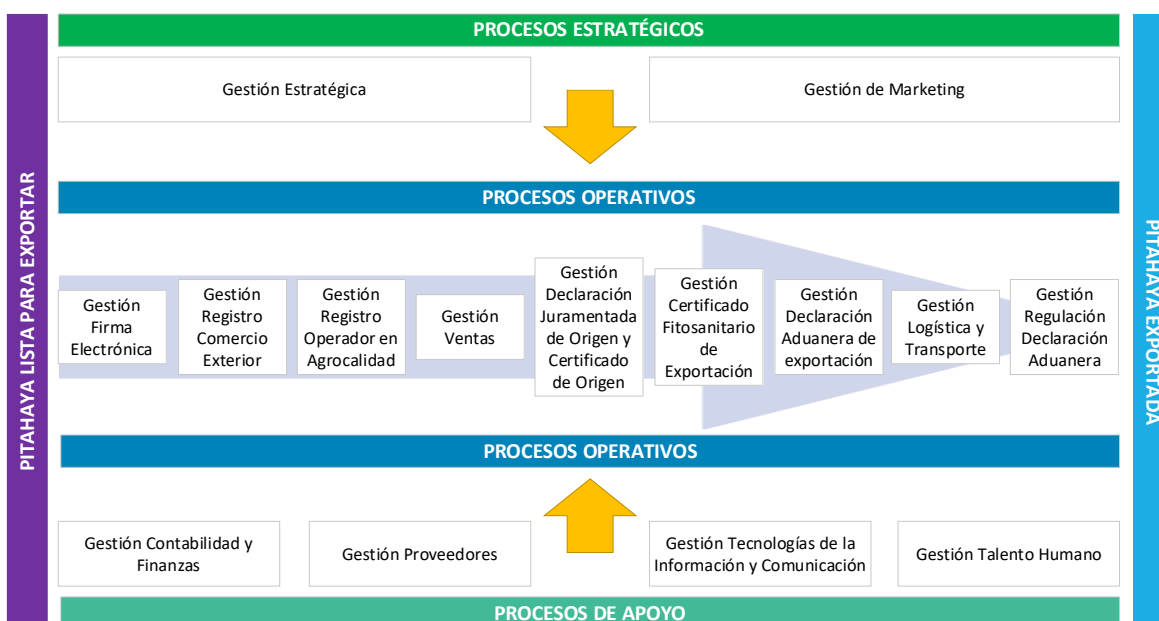 PITAHAYA LISTA PARA EXPORTAR
PROCESOS ESTRATÉGICOS
Gestión Estratégica
Gestión de Marketing
PROCESOS OPERATIVOS
Gestión
Firma
Electrónica
Gestión
Registro
Comercio
Exterior
Gestión
Registro
Operador en
Agrocalidad
Gestión
Ventas
Gestión
Declaración
Juramentada
de Origen y
Certificado
de Origen
Gestión
Certificado
Fitosanitario
de
Exportación
Gestión
Declaración
Aduanera de
exportación
Gestión
Logística y
Transporte
Gestión
Regulación
Declaración
Aduanera
PROCESOS OPERATIVOS
Gestión Contabilidad y
Finanzas
Gestión Proveedores
Gestión Tecnologías de la
Información y Comunicación
Gestión Talento Humano
PROCESOS DE APOYO
PITAHAYA EXPORTADA